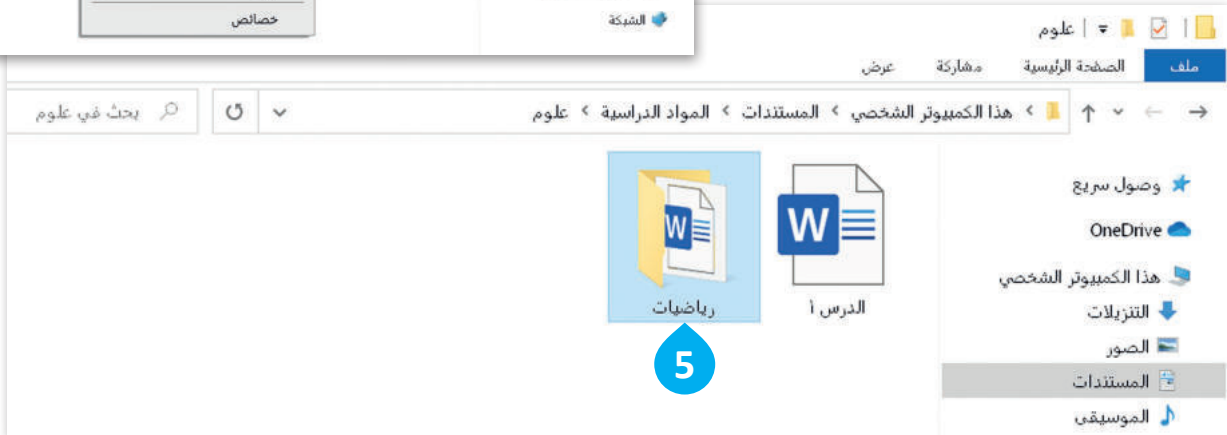 خصائص
الشبكة
علوم
ملف الصفحة الرئيسية مشاركة عرض
هذا الكمبيوتر الشخصي > المستندات > المواد الدراسية > علوم
بحث في علوم
وصول سريع
OneDrive
هذا الكمبيوتر الشخصي
التنزيلات
الصور
المستندات
الموسيقى
W
الدرس أ
W
رياضيات
5